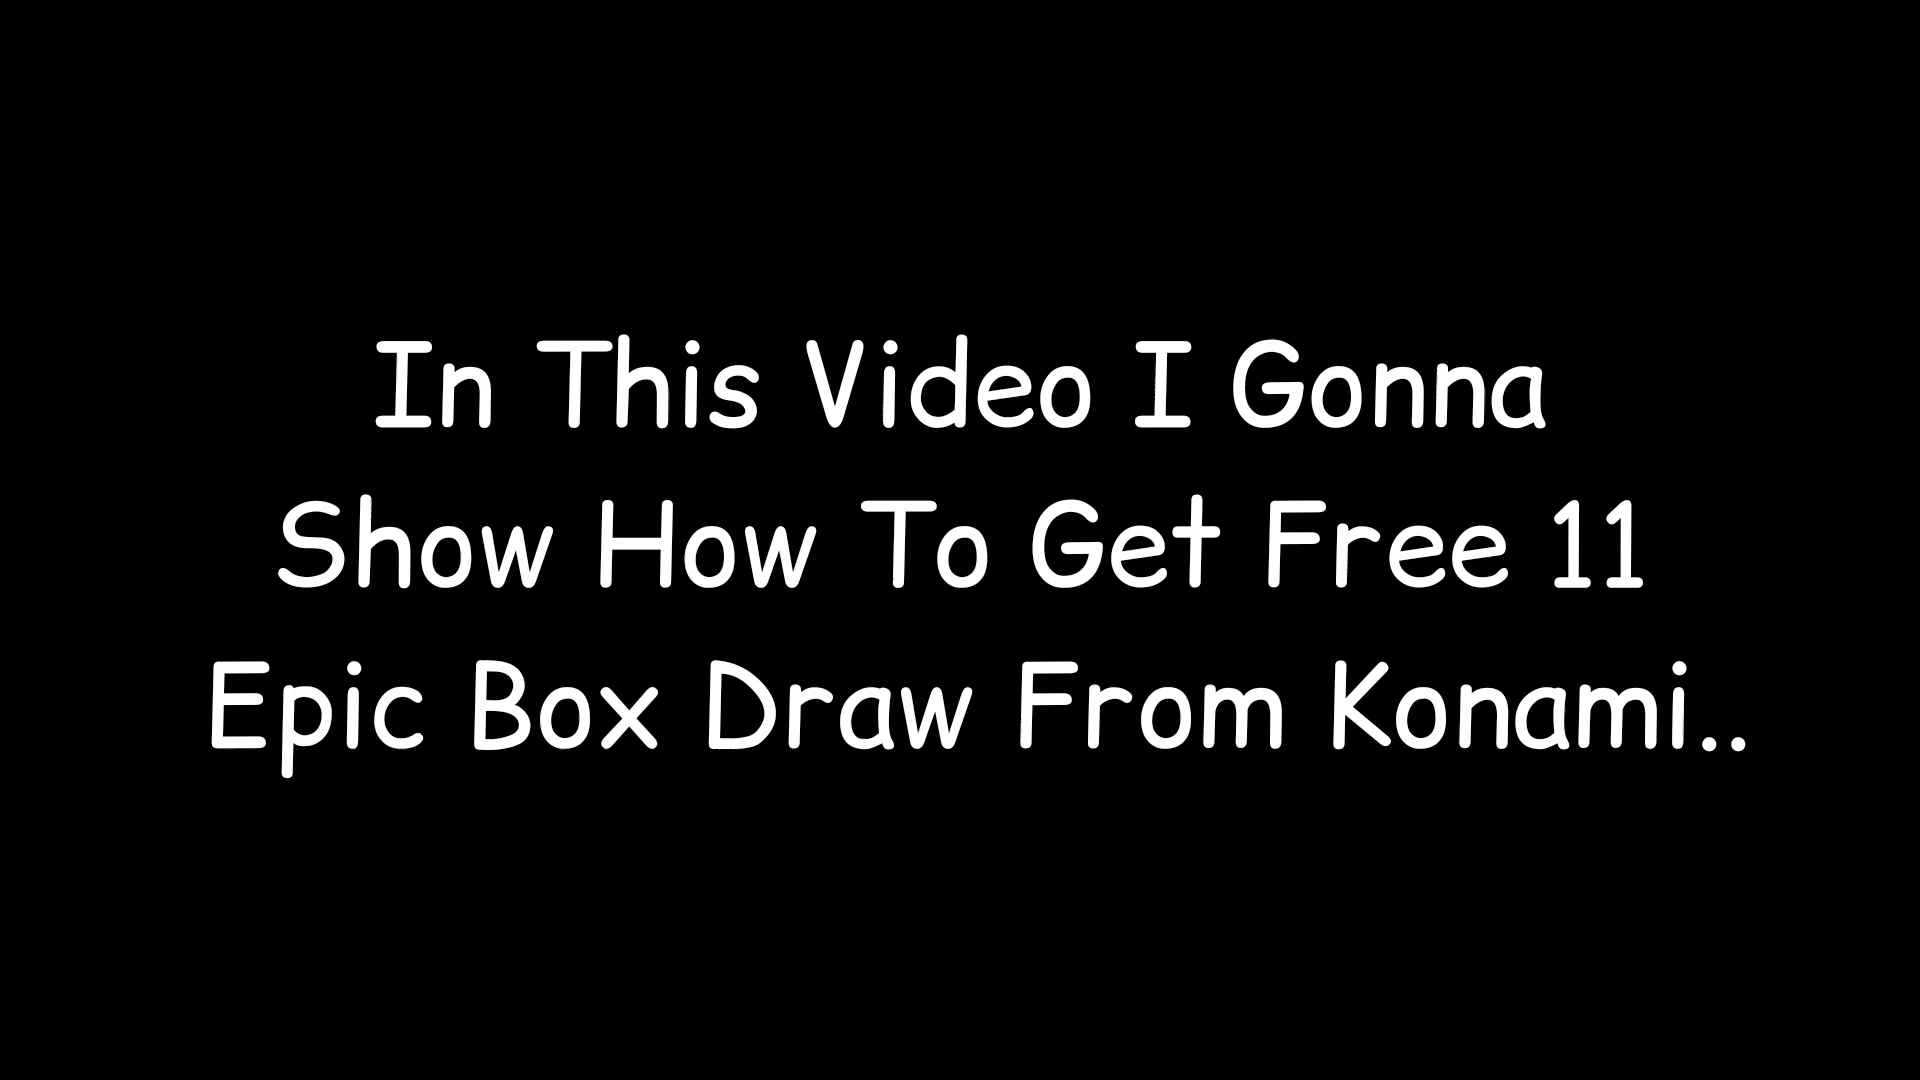 In This Video I Gonna
Show How To Get Free 11
Epic Box Draw From Konami..